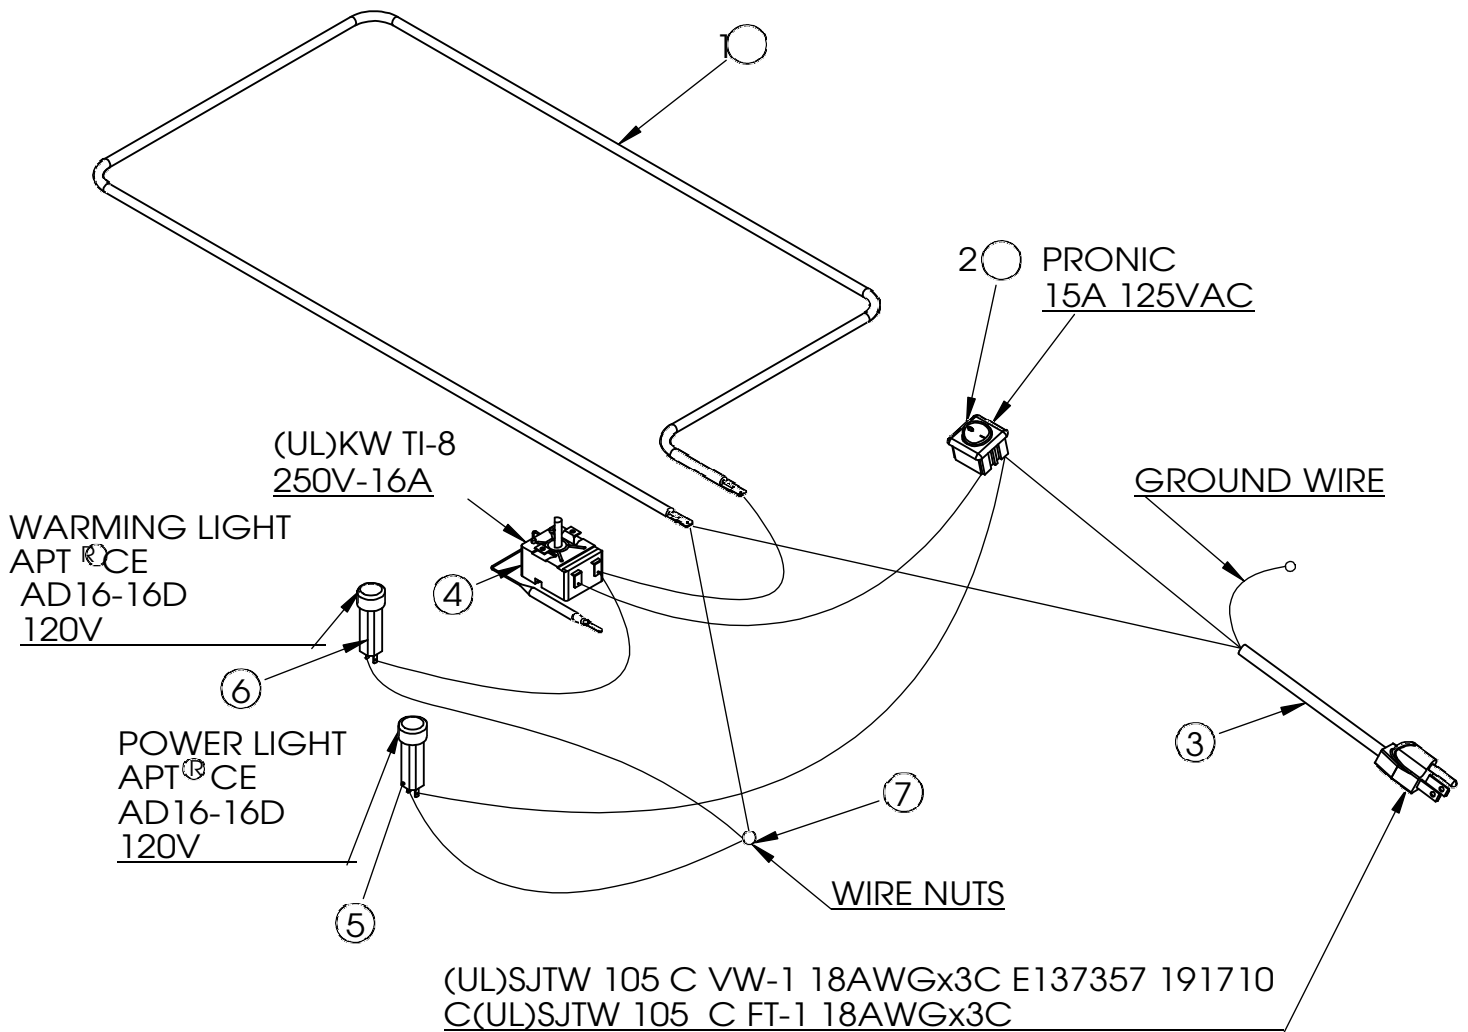 1
2 PRONIC
15A 125VAC
(UL)KW TI-8
250V-16A
GROUND WIRE
WARMING LIGHT
APT ® CE
AD16-16D
120V
4
6
3
POWER LIGHT
APT ® CE
AD16-16D
120V
7
WIRE NUTS
5
(UL)SJTW 105 C VW-1 18AWGx3C E137357 191710
C(UL)SJTW 105 C FT-1 18AWGx3C